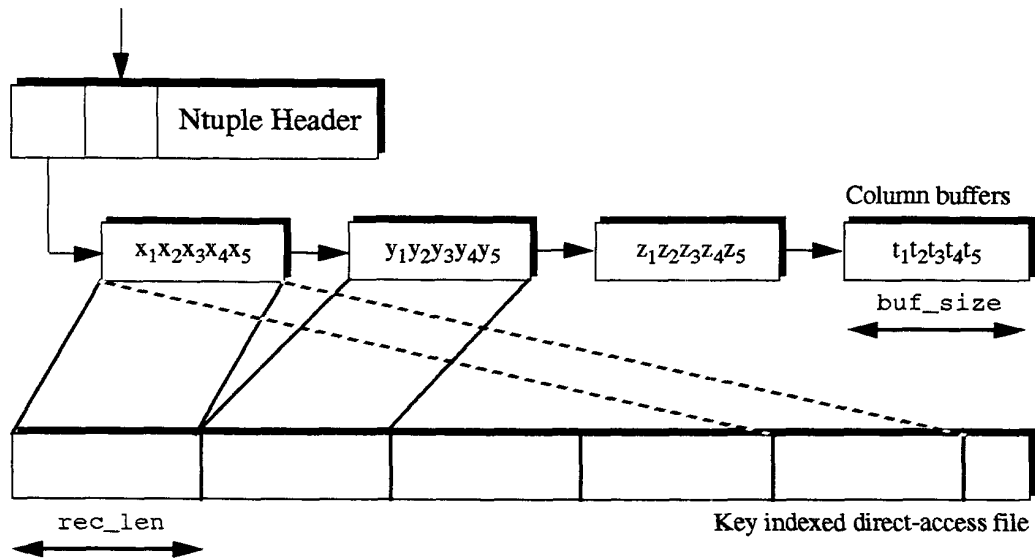 Ntuple Header
Column buffers
x₁x₂x₃x₄x₅
y₁y₂y₃y₄y₅
z₁z₂z₃z₄z₅
t₁t₂t₃t₄t₅
buf_size
rec_len
Key indexed direct-access file